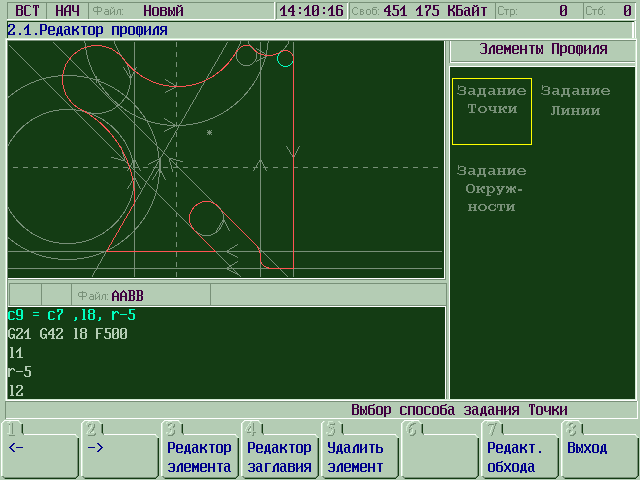 ВСТ НАЧ Файл: Новый 14:10:16 Своб: 451 175 КБайт Стр: 0 Стб: 0
2.1.Редактор профиля
Элементы Профиля
Задание Точки
Задание Линии
Задание Окруж-
ности
Файл: AABB
c9 = c7 ,l8, r-5
G21 G42 l8 F500
l1
r-5
l2
Выбор способа задания Точки
1 2 3 4 5 6 7 8
<- -> Редактор Редактор Удалить Редакт. Выход
элемента заглавия элемент обхода